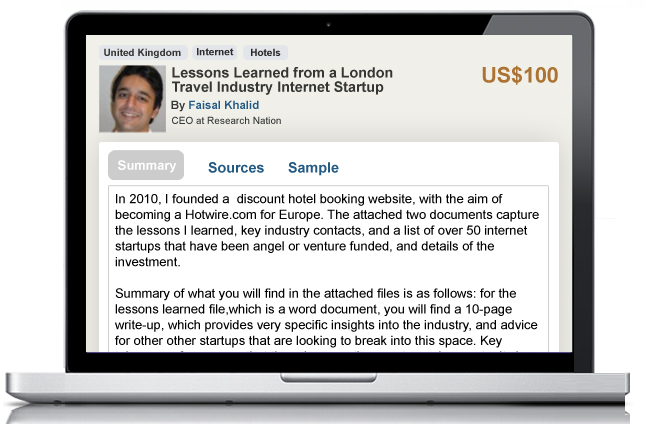 United Kingdom Internet Hotels
Lessons Learned from a London
Travel Industry Internet Startup
US$100
By Faisal Khalid
CEO at Research Nation
Summary Sources Sample
In 2010, I founded a discount hotel booking website, with the aim of
becoming a Hotwire.com for Europe. The attached two documents capture
the lessons I learned, key industry contacts, and a list of over 50 internet
startups that have been angel or venture funded, and details of the
investment.
Summary of what you will find in the attached files is as follows: for the
lessons learned file,which is a word document, you will find a 10-page
write-up, which provides very specific insights into the industry, and advice
for other other startups that are looking to break into this space. Key